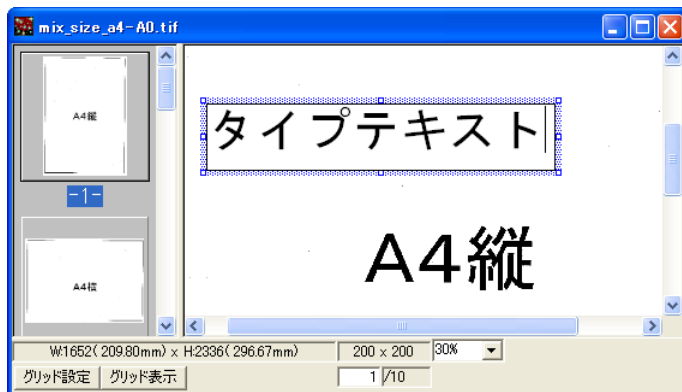 mix_size_a4-A0.tif
A4縦
-1-
A4横
タイプテキスト
A4縦
W:1652( 209.80mm) × H:2336( 296.67mm)
200 × 200
30%
グリッド設定
グリッド表示
1 /10